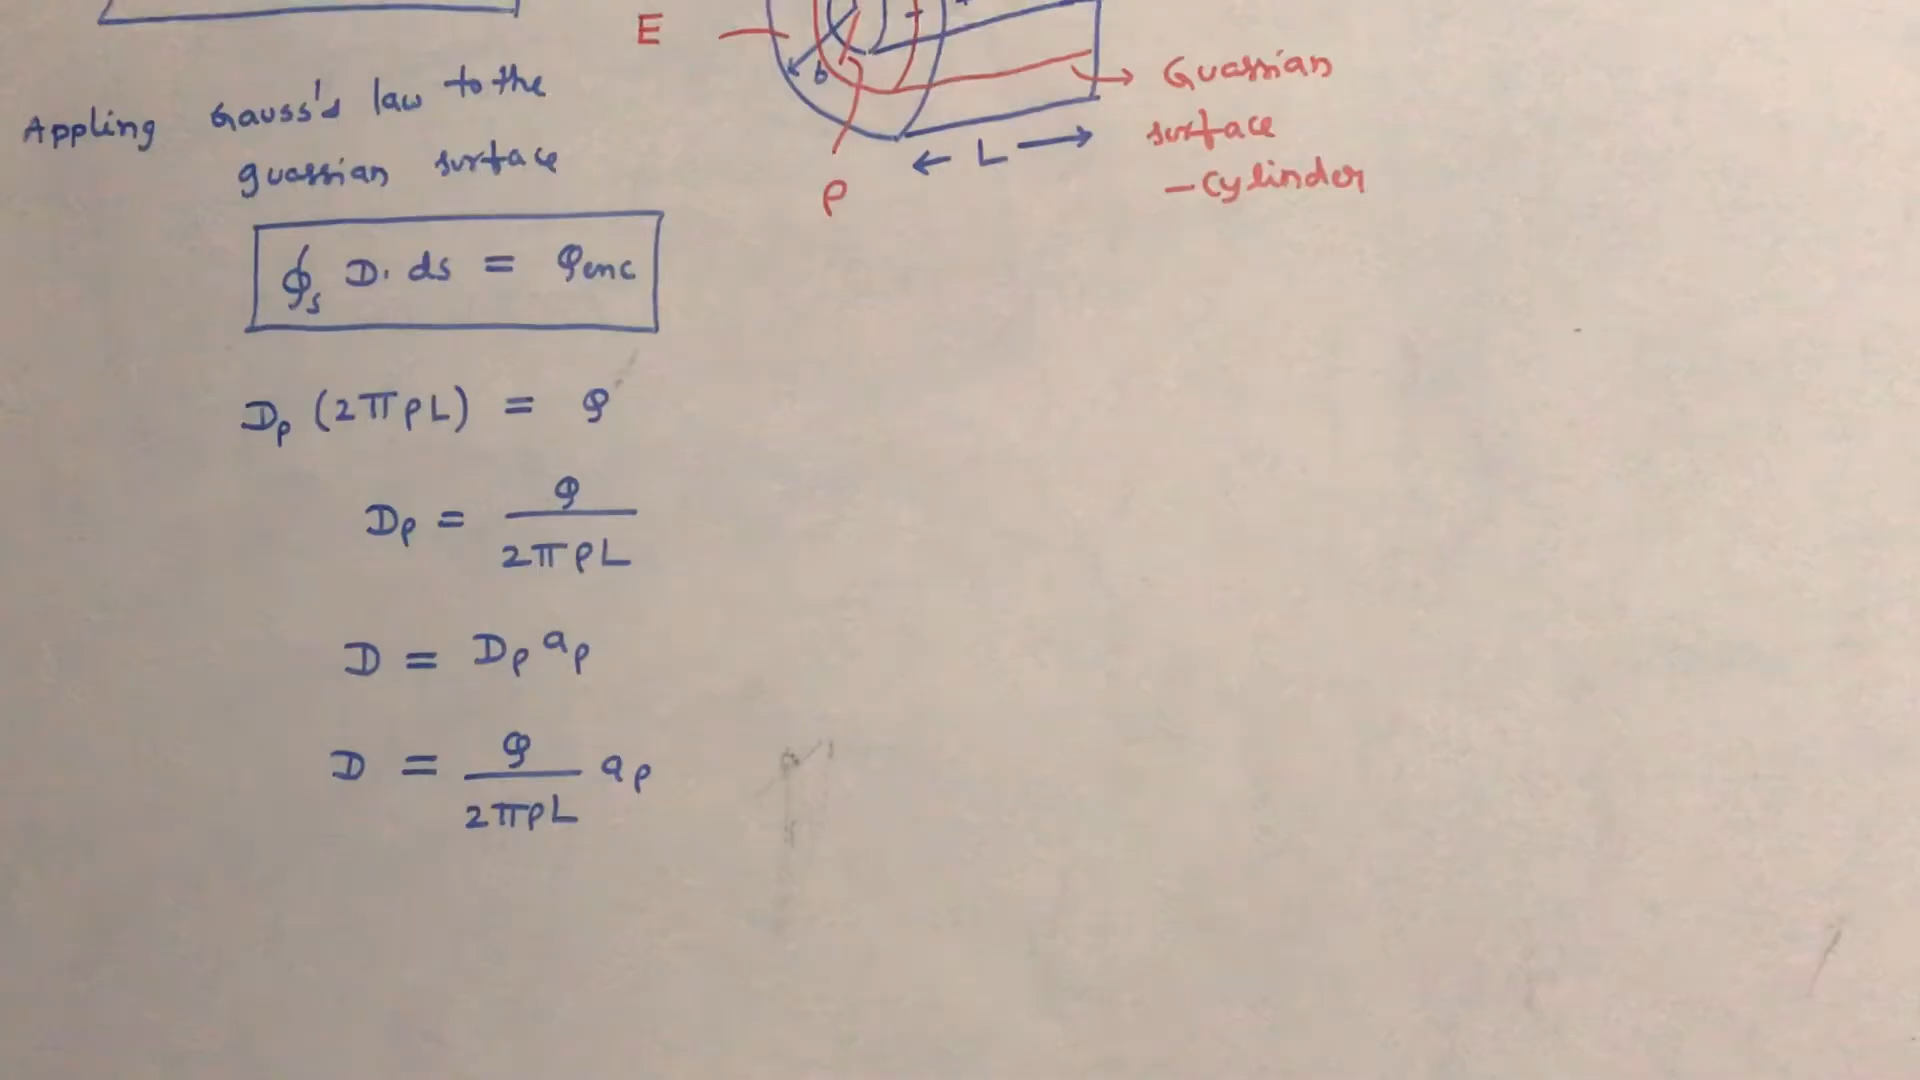 E
b
Guassian
surface
- Cylinder
← L →
ρ
Appling Gauss's law to the
guassian surface
∮s D. ds = Qenc
Dρ (2πρL) = Q
Dρ = Q / 2πρL
D = Dρ aρ
D = Q / 2πρL aρ